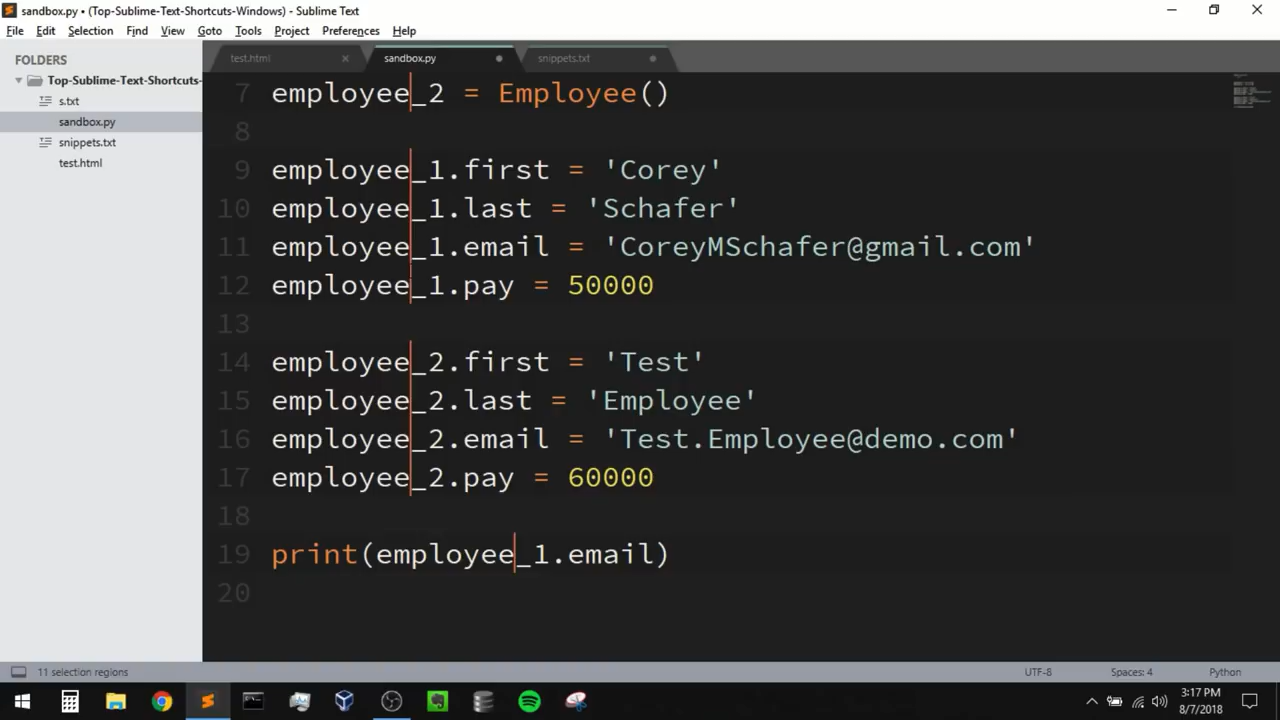 sandbox.py • (Top-Sublime-Text-Shortcuts-Windows) - Sublime Text
File Edit Selection Find View Goto Tools Project Preferences Help
FOLDERS
Top-Sublime-Text-Shortcuts-
s.txt
sandbox.py
snippets.txt
test.html
test.html sandbox.py snippets.txt
7 employee_2 = Employee()
8
9 employee_1.first = 'Corey'
10 employee_1.last = 'Schafer'
11 employee_1.email = 'CoreyMSchafer@gmail.com'
12 employee_1.pay = 50000
13
14 employee_2.first = 'Test'
15 employee_2.last = 'Employee'
16 employee_2.email = 'Test.Employee@demo.com'
17 employee_2.pay = 60000
18
19 print(employee_1.email)
20
11 selection regions UTF-8 Spaces: 4 Python
3:17 PM
8/7/2018